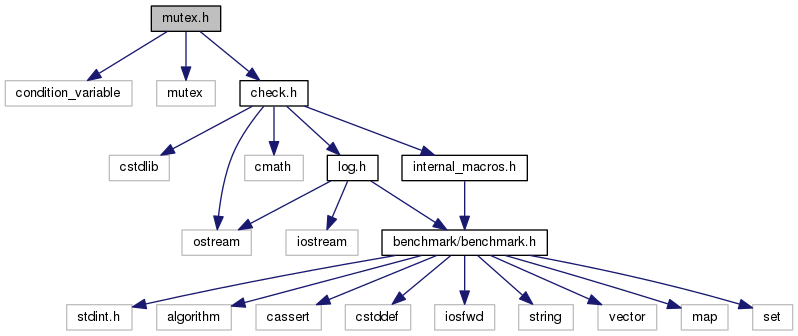 mutex.h
condition_variable
mutex
check.h
cstdlib
cmath
log.h
internal_macros.h
ostream
iostream
benchmark/benchmark.h
stdint.h
algorithm
cassert
cstddef
iosfwd
string
vector
map
set